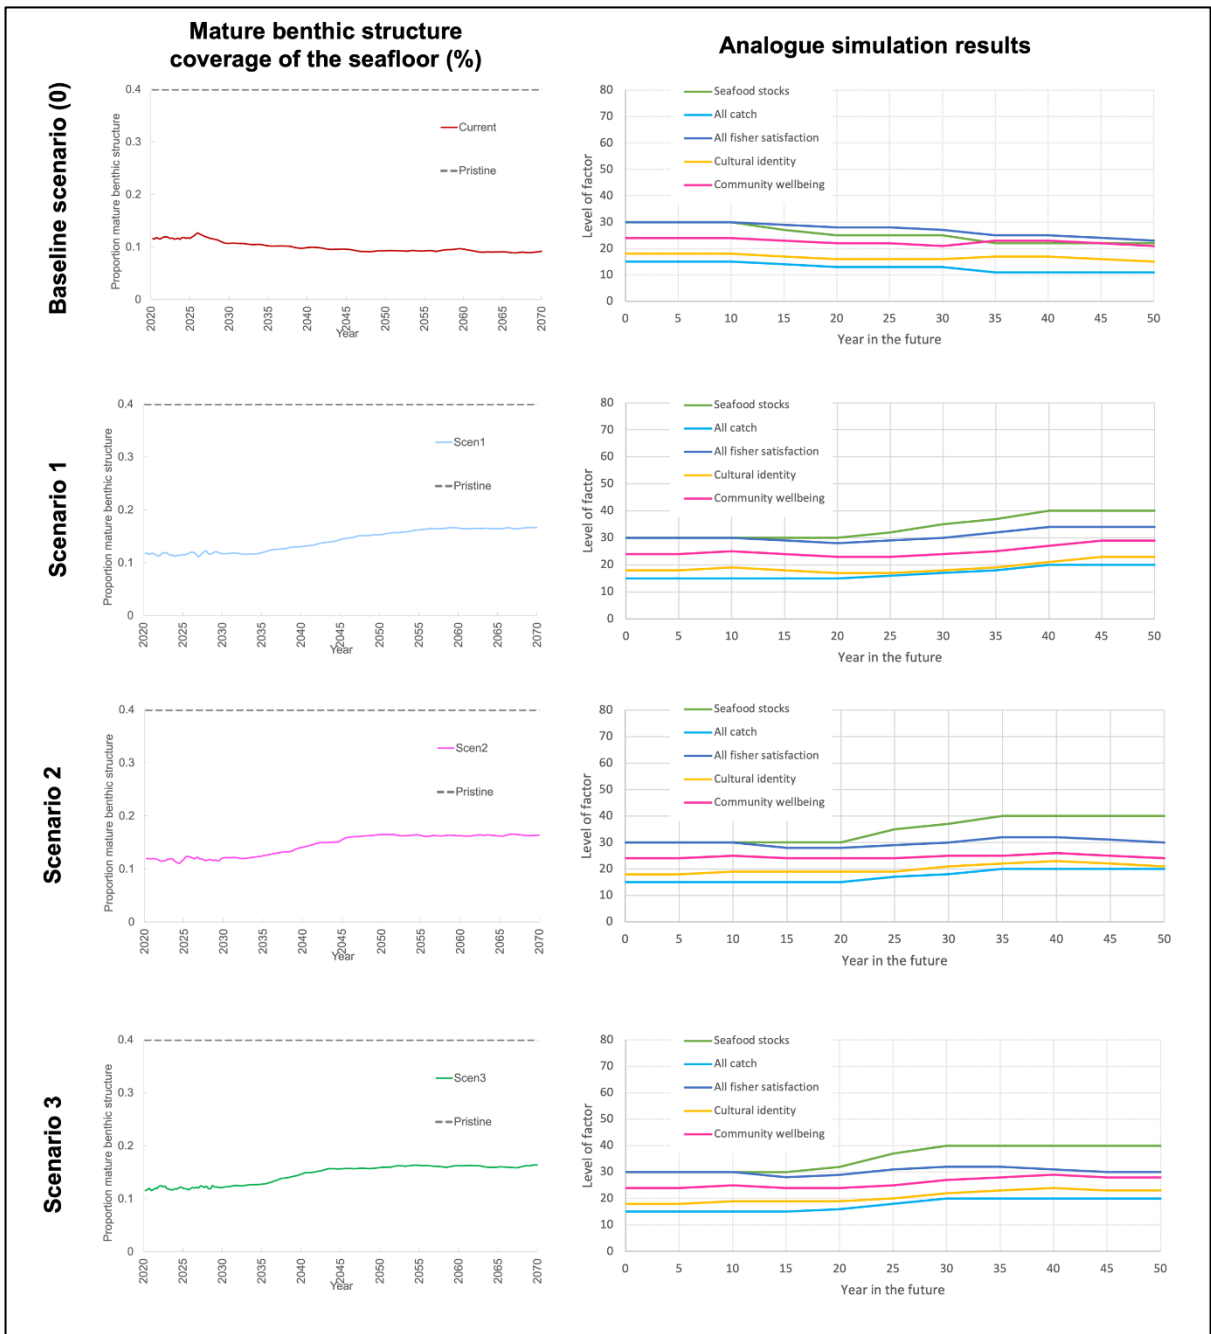 Mature benthic structure
coverage of the seafloor (%)
Analogue simulation results
Baseline scenario (0)
Proportion mature benthic structure
0.4
0.3
0.2
0.1
0
Current
Pristine
2020 2025 2030 2035 2040 2045 2050 2055 2060 2065 2070
Year
Level of factor
80
70
60
50
40
30
20
10
0
Seafood stocks
All catch
All fisher satisfaction
Cultural identity
Community wellbeing
0 5 10 15 20 25 30 35 40 45 50
Year in the future
Scenario 1
Proportion mature benthic structure
0.4
0.3
0.2
0.1
0
Scen1
Pristine
2020 2025 2030 2035 2040 2045 2050 2055 2060 2065 2070
Year
Level of factor
80
70
60
50
40
30
20
10
0
Seafood stocks
All catch
All fisher satisfaction
Cultural identity
Community wellbeing
0 5 10 15 20 25 30 35 40 45 50
Year in the future
Scenario 2
Proportion mature benthic structure
0.4
0.3
0.2
0.1
0
Scen2
Pristine
2020 2025 2030 2035 2040 2045 2050 2055 2060 2065 2070
Year
Level of factor
80
70
60
50
40
30
20
10
0
Seafood stocks
All catch
All fisher satisfaction
Cultural identity
Community wellbeing
0 5 10 15 20 25 30 35 40 45 50
Year in the future
Scenario 3
Proportion mature benthic structure
0.4
0.3
0.2
0.1
0
Scen3
Pristine
2020 2025 2030 2035 2040 2045 2050 2055 2060 2065 2070
Year
Level of factor
80
70
60
50
40
30
20
10
0
Seafood stocks
All catch
All fisher satisfaction
Cultural identity
Community wellbeing
0 5 10 15 20 25 30 35 40 45 50
Year in the future